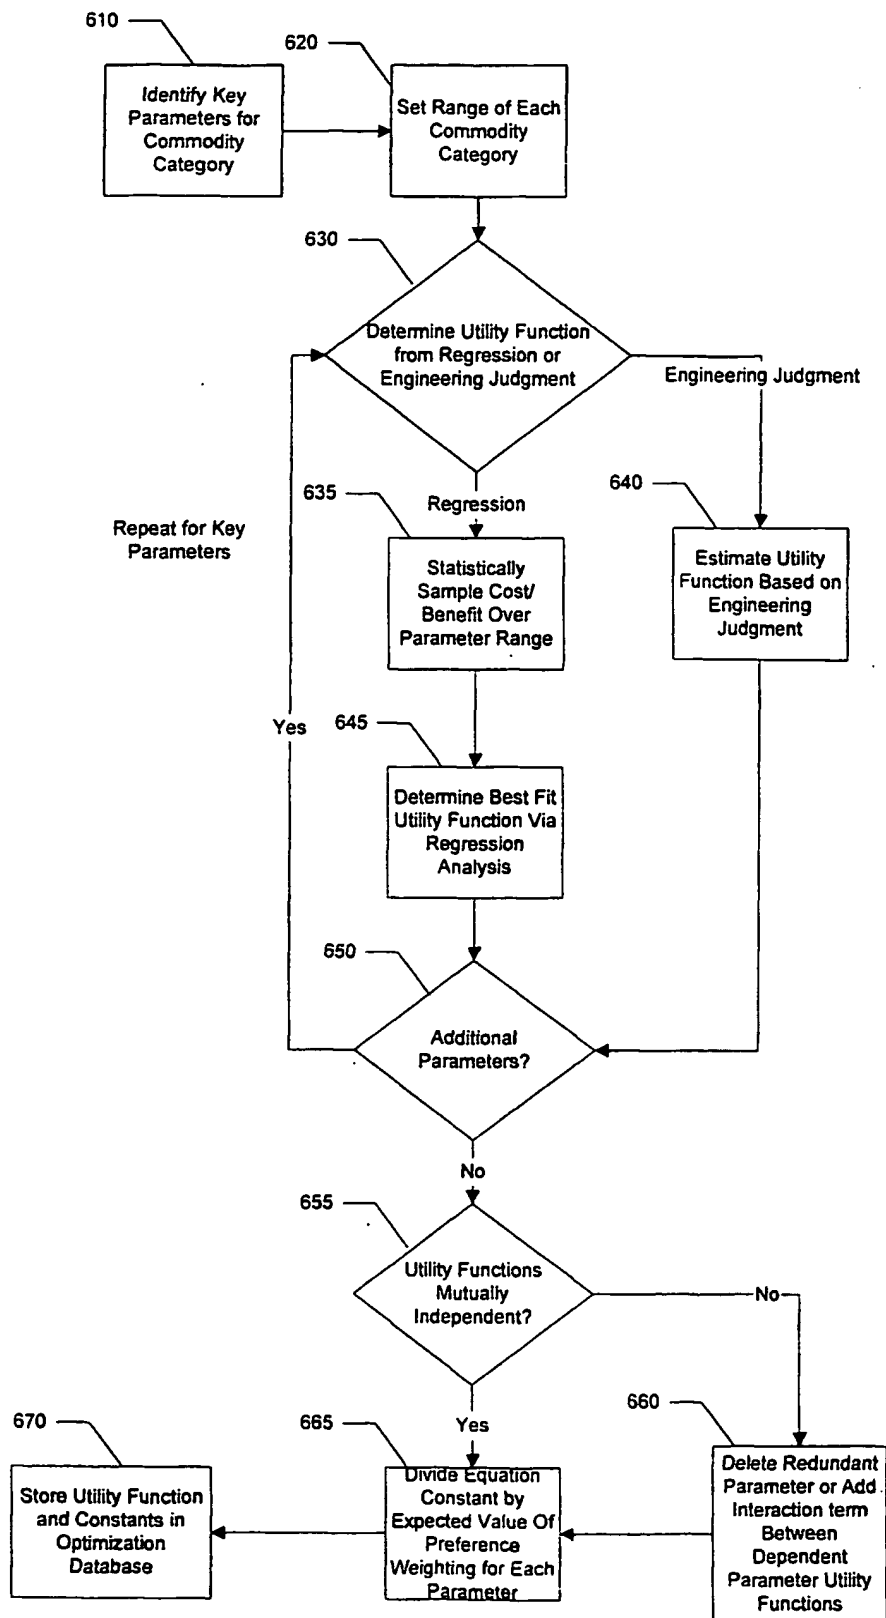 610
Identify Key
Parameters for
Commodity
Category
620
Set Range of Each
Commodity
Category
630
Determine Utility Function
from Regression or
Engineering Judgment
Engineering Judgment
Regression
635
Statistically
Sample Cost/
Benefit Over
Parameter Range
640
Estimate Utility
Function Based on
Engineering
Judgment
Repeat for Key
Parameters
Yes
645
Determine Best Fit
Utility Function Via
Regression
Analysis
650
Additional
Parameters?
No
655
Utility Functions
Mutually
Independent?
No
Yes
660
Delete Redundant
Parameter or Add
Interaction term
Between
Dependent
Parameter Utility
Functions
665
Divide Equation
Constant by
Expected Value Of
Preference
Weighting for Each
Parameter
670
Store Utility Function
and Constants in
Optimization
Database